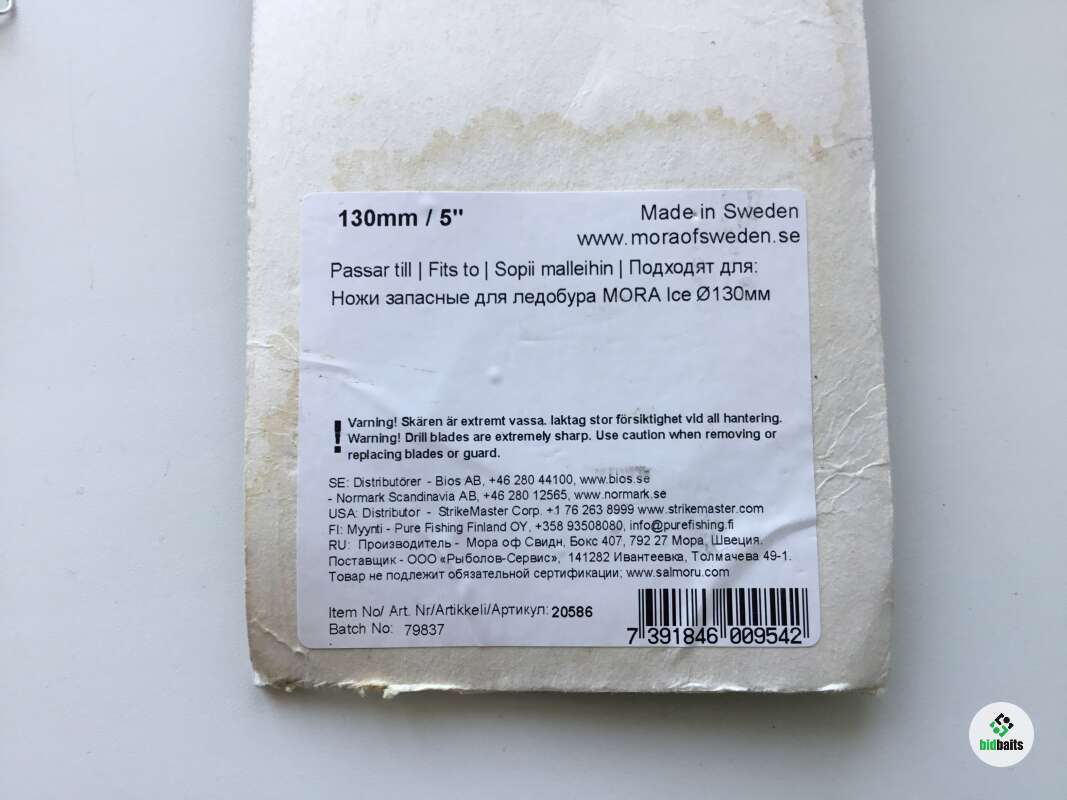 130mm / 5"
Made in Sweden
www.moraofsweden.se
Passar till | Fits to | Sopii malleihin | Подходят для:
Ножи запасные для ледобура MORA Ice Ø130мм
! Varning! Skären är extremt vassa. Iaktag stor försiktighet vid all hantering.
Warning! Drill blades are extremely sharp. Use caution when removing or
replacing blades or guard.
SE: Distributörer - Bios AB, +46 280 44100, www.bios.se
- Normark Scandinavia AB, +46 280 12565, www.normark.se
USA: Distributor - StrikeMaster Corp. +1 76 263 8999 www.strikemaster.com
FI: Myynti - Pure Fishing Finland OY, +358 93508080, info@purefishing.fi
RU: Производитель - Мора оф Свидн, Бокс 407, 792 27 Мора, Швеция.
Поставщик - ООО «Рыболов-Сервис», 141282 Ивантеевка, Толмачева 49-1.
Товар не подлежит обязательной сертификации; www.salmoru.com
Item No/ Art. Nr/Artikkeli/Артикул: 20586
Batch No: 79837
7 391846 009542
bidbaits